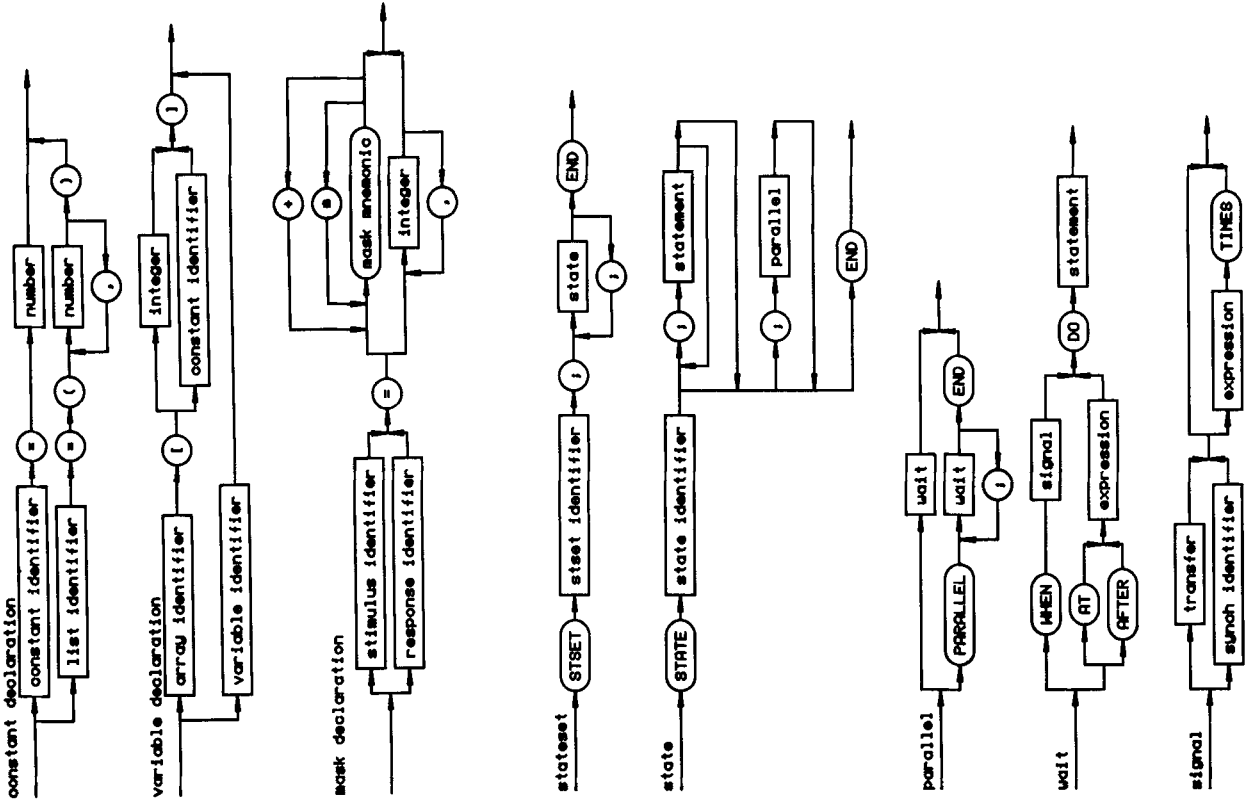 constant declaration
constant identifier = number
list identifier = ( number )
,
variable declaration
array identifier [ integer ]
constant identifier
variable identifier
mask declaration
+
mask mnemonic
stimulus identifier =
response identifier
integer
,
stateset
STSET stset identifier ; state END
;
state
STATE state identifier ; statement
; parallel
END
parallel
wait
PARALLEL wait END
;
wait
WHEN signal DO statement
AT
AFTER expression
signal
transfer
synch identifier
expression TIMES